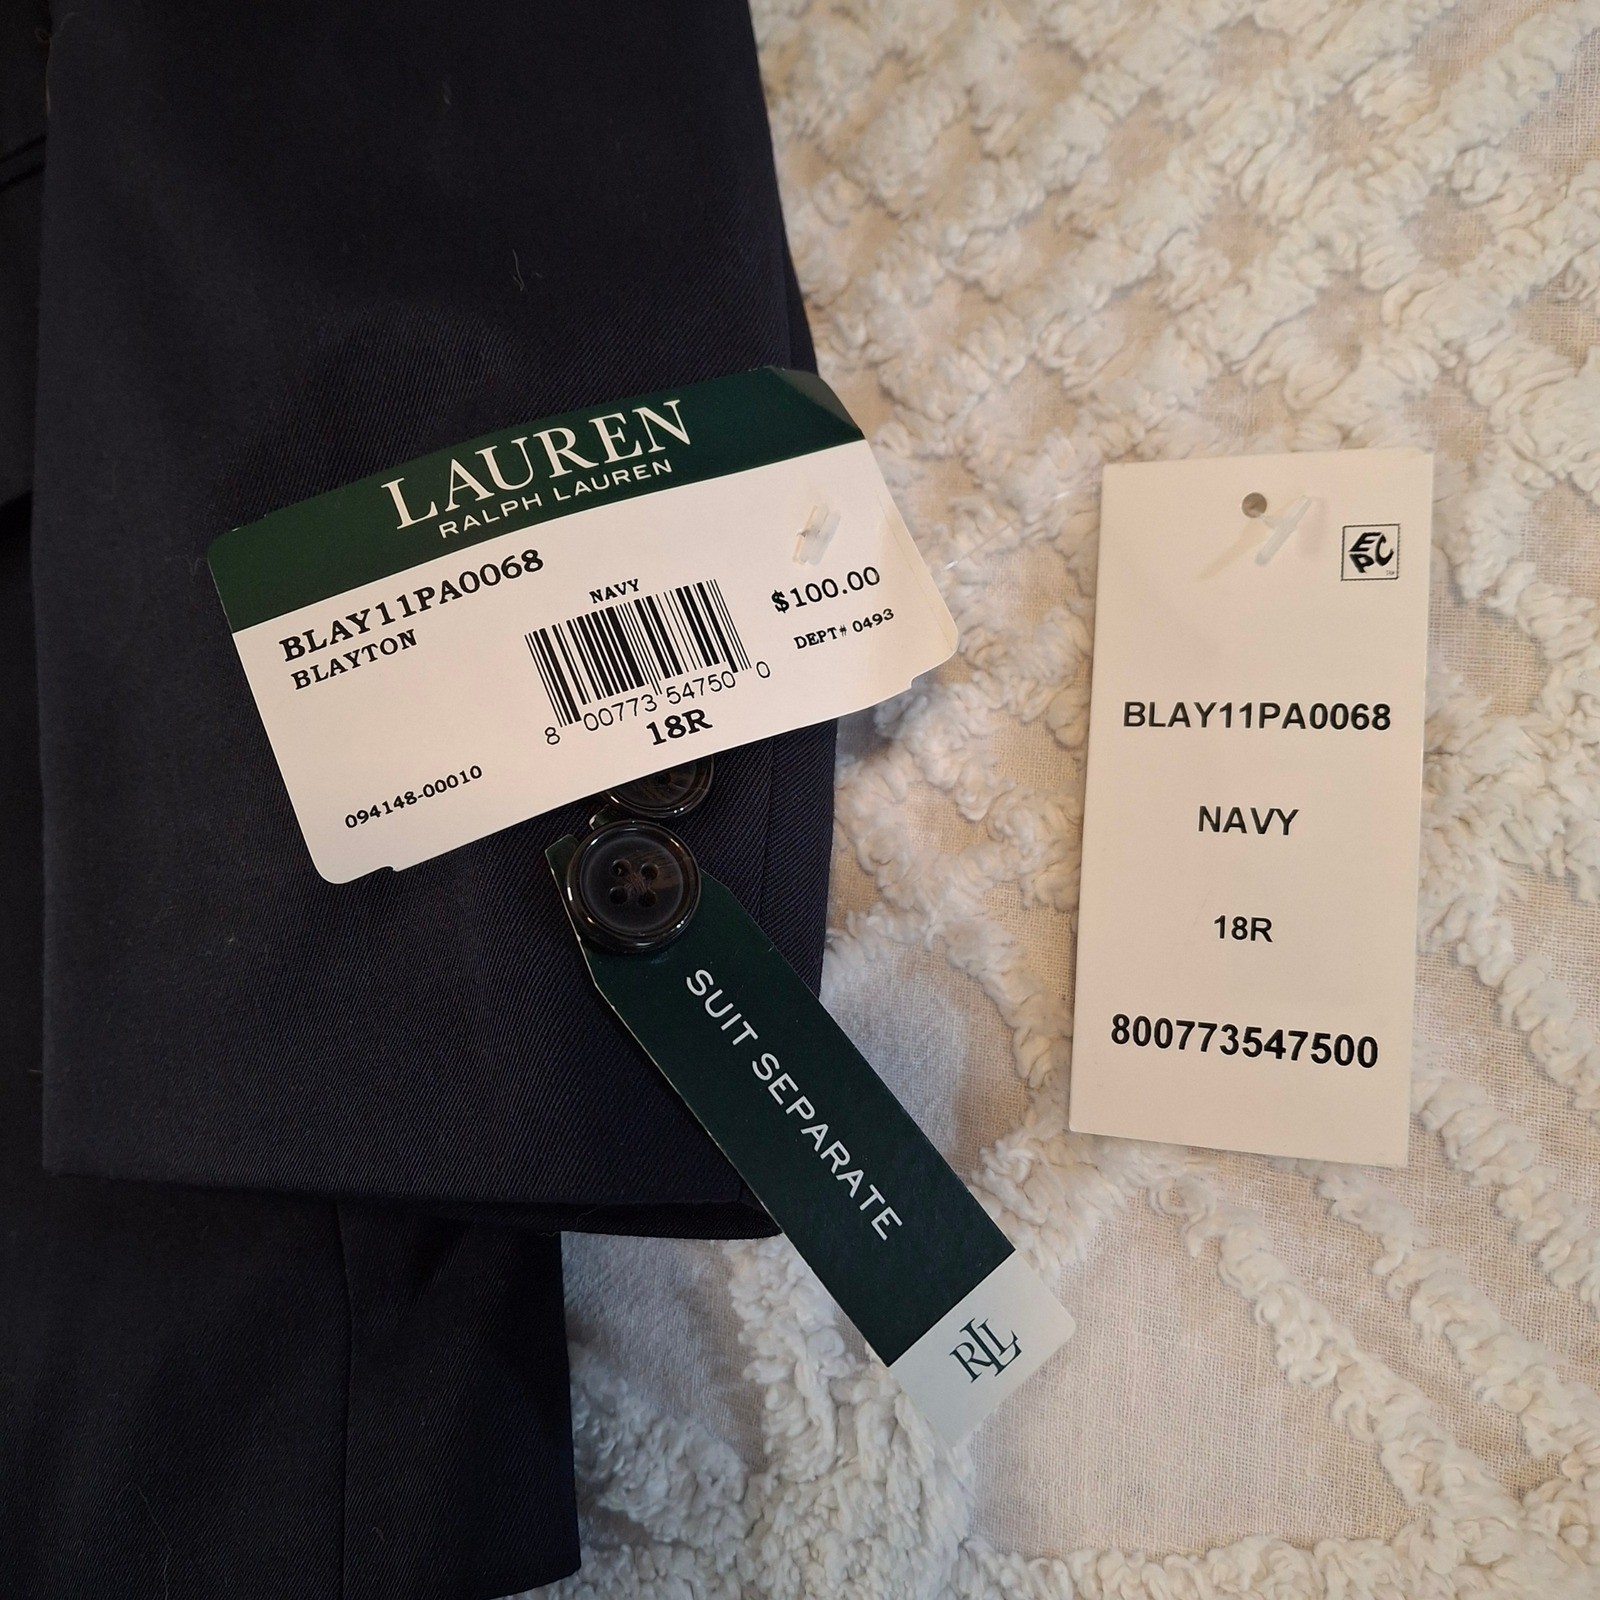 LAUREN
RALPH LAUREN
BLAY11PA0068
BLAYTON
NAVY
$100.00
DEPT# 0493
8 00773 54750 0
18R
094148-00010
SUIT SEPARATE
RLL
EPC
BLAY11PA0068
NAVY
18R
800773547500